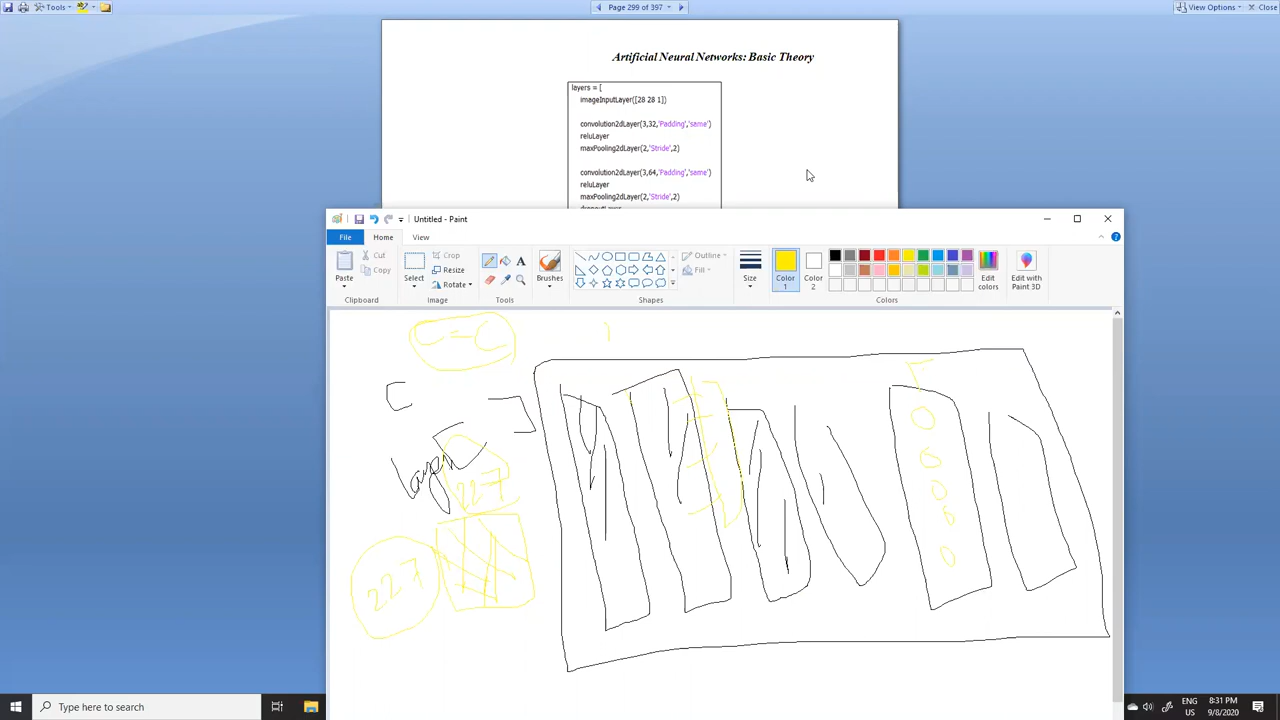 Tools
Page 299 of 397
View Options
Close
Artificial Neural Networks: Basic Theory
layers = [
imageInputLayer([28 28 1])
convolution2dLayer(3,32,'Padding','same')
reluLayer
maxPooling2dLayer(2,'Stride',2)
convolution2dLayer(3,64,'Padding','same')
reluLayer
maxPooling2dLayer(2,'Stride',2)
dropoutLayer
Untitled - Paint
File
Home
View
Paste
Cut
Copy
Clipboard
Select
Crop
Resize
Rotate
Image
Tools
Brushes
Outline
Fill
Shapes
Size
Color 1
Color 2
Edit colors
Edit with Paint 3D
Colors
layer
227
227
Type here to search
ENG
US
8:31 PM
9/8/2020